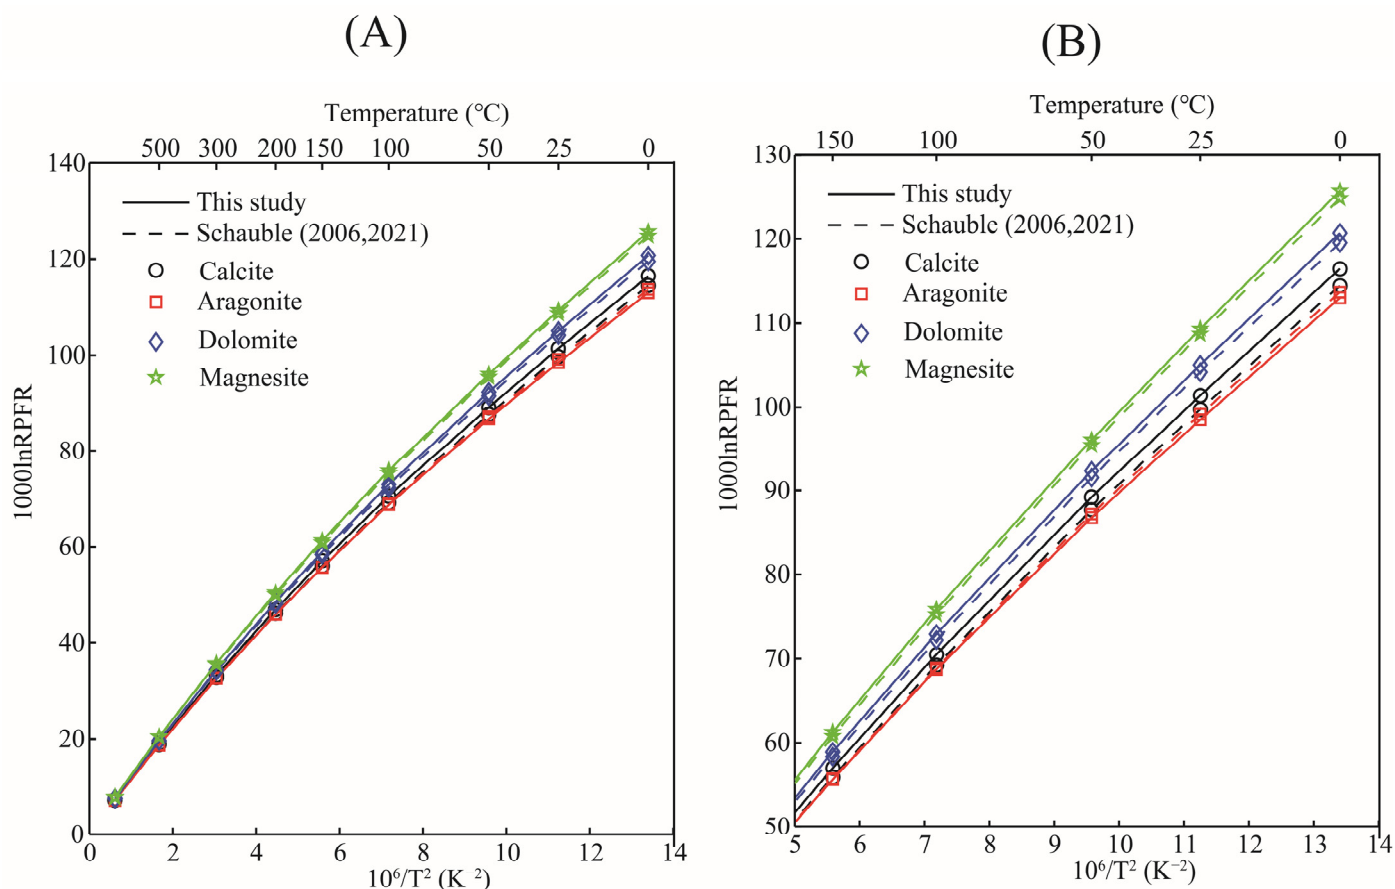 (A)
Temperature (℃)
500 300 200 150 100 50 25 0
140
120
100
80
60
40
20
0
1000lnRPFR
This study
Schauble (2006,2021)
Calcite
Aragonite
Dolomite
Magnesite
0 2 4 6 8 10 12 14
10⁶/T² (K⁻²)
(B)
Temperature (℃)
150 100 50 25 0
130
120
110
100
90
80
70
60
50
1000lnRPFR
This study
Schauble (2006,2021)
Calcite
Aragonite
Dolomite
Magnesite
5 6 7 8 9 10 11 12 13 14
10⁶/T² (K⁻²)